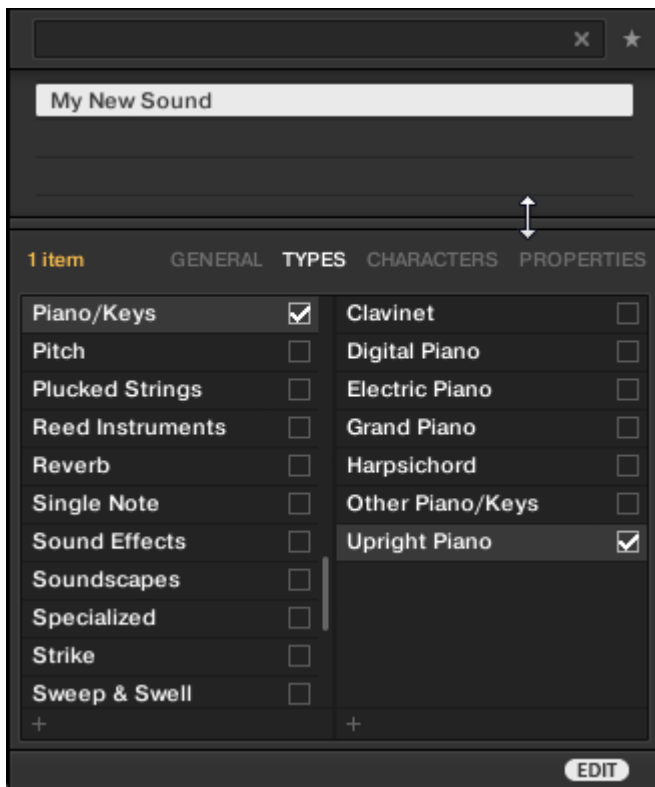 My New Sound
1 item GENERAL TYPES CHARACTERS PROPERTIES
Piano/Keys Clavinet
Pitch Digital Piano
Plucked Strings Electric Piano
Reed Instruments Grand Piano
Reverb Harpsichord
Single Note Other Piano/Keys
Sound Effects Upright Piano
Soundscapes
Specialized
Strike
Sweep & Swell
+ +
EDIT